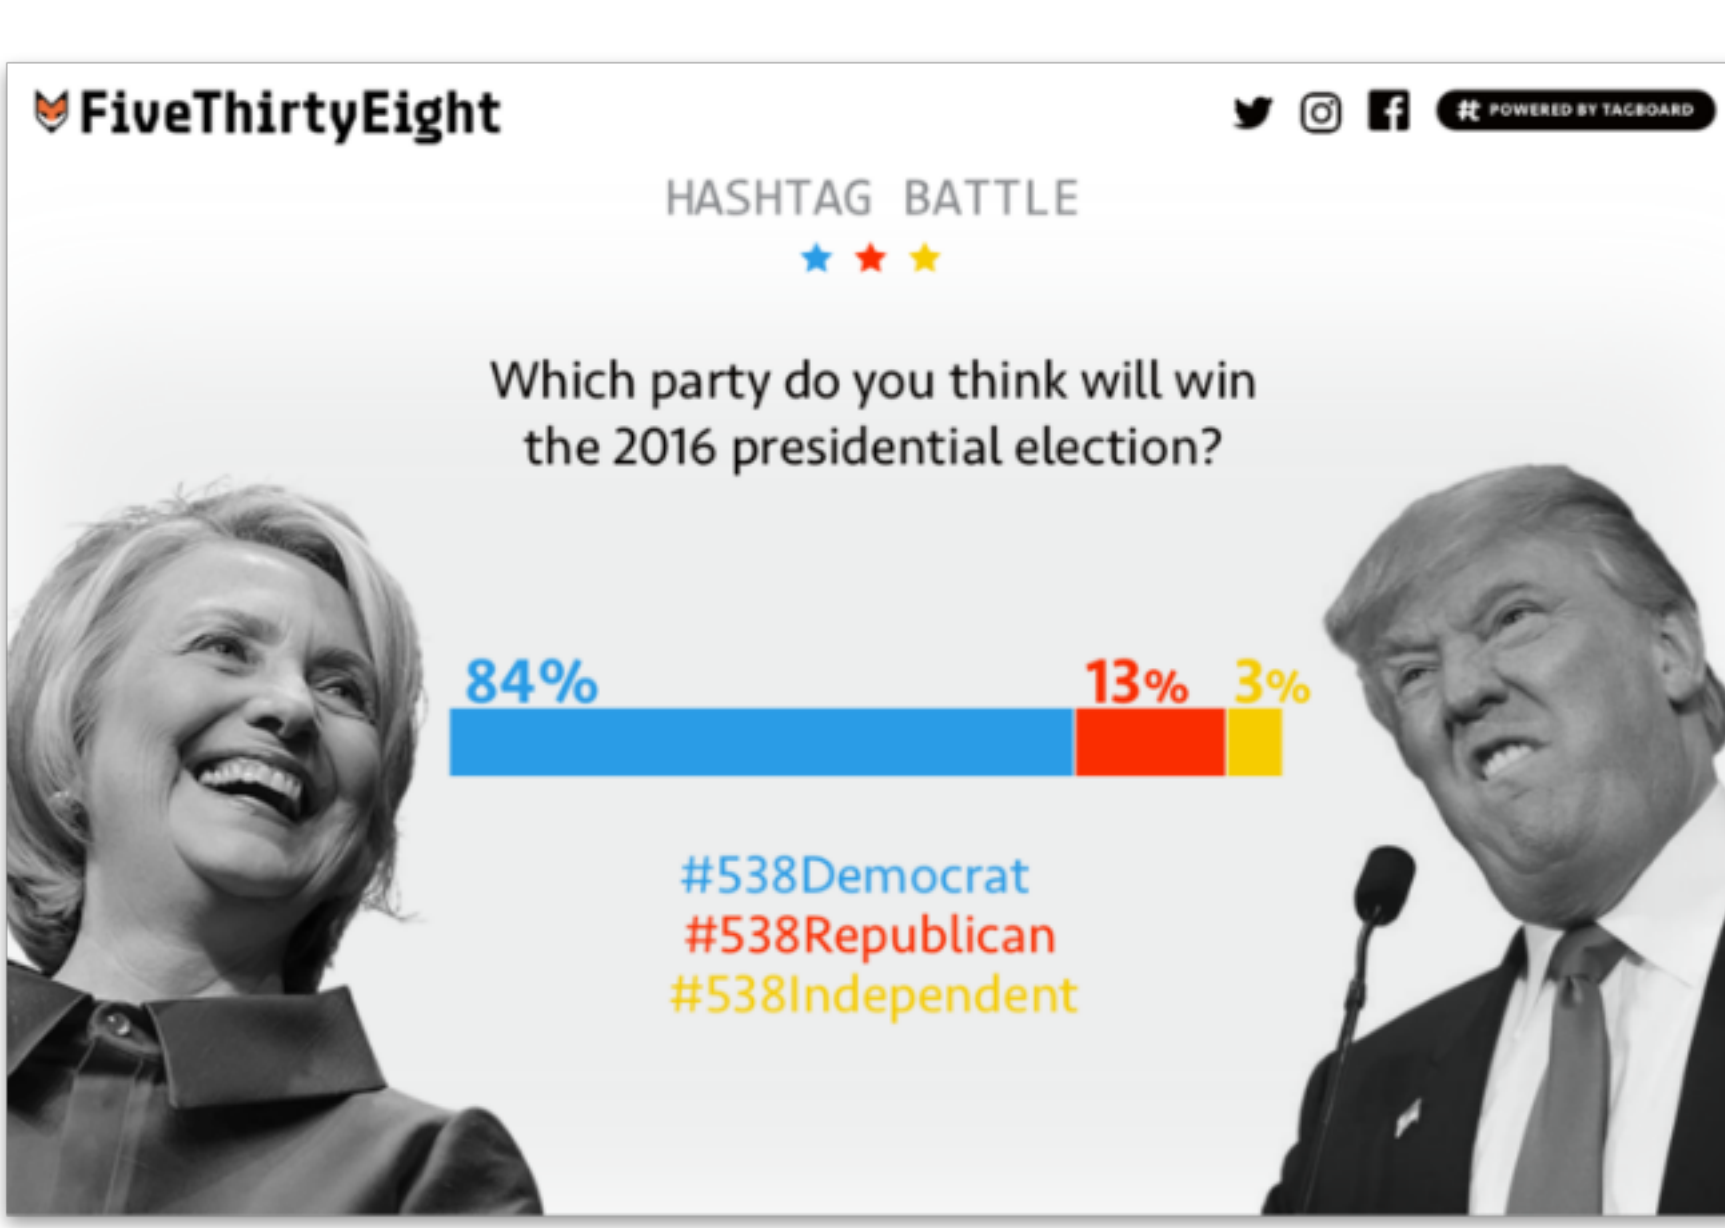 FiveThirtyEight
# POWERED BY TAGBOARD
HASHTAG BATTLE
Which party do you think will win
the 2016 presidential election?
84% 13% 3%
#538Democrat
#538Republican
#538Independent